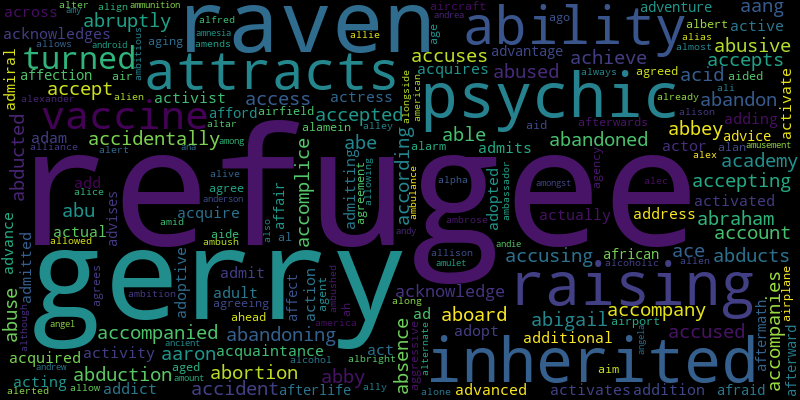 across amy alter align ammunition abruptly alfred amnesia amends raven allie age andrea ago ability aircraft adventure albert alias aang active abusive
acknowledges aging android allows air ambitious turned affection attracts accuses advantage achieve almost accepts
admiral accept alien activist access actress acquires abused agreed psychic always already acid aided ali abandon activate
alexander vaccine afford airfield accepted alongside american afterwards adding alison
abducted adam accidentally altar alamein alley able aid abandoned abbey advice amusement
alliance alert ana among abe according alarm admits actor alan academy
refugee accomplice admitting agency alex accepting
alice add alive agree affair agreement allowing ambulance alpha adopted ambassador amongst alec activated
abu advises acquire anderson also actually address abraham
advance actual amid aide ambush al andy ambrose andie account
admitted allowed agrees gerry adoptive admit affect action agent ah allison amulet accusing african ace allen abducts
abuse although ambition adult agreeing ahead america ambushed acknowledge alcoholic raising airplane
angel accompanied abandoning along ad aboard abigail accompany accompanies
acquired activity ancient aaron acquaintance act absence alternate aggressive adopt additional airport angela accused aftermath afterward
acting andrew abduction aged abortion alcohol abby albright inherited aim
alerted allow addict amount accident afterlife ally alone advanced activates addition afraid